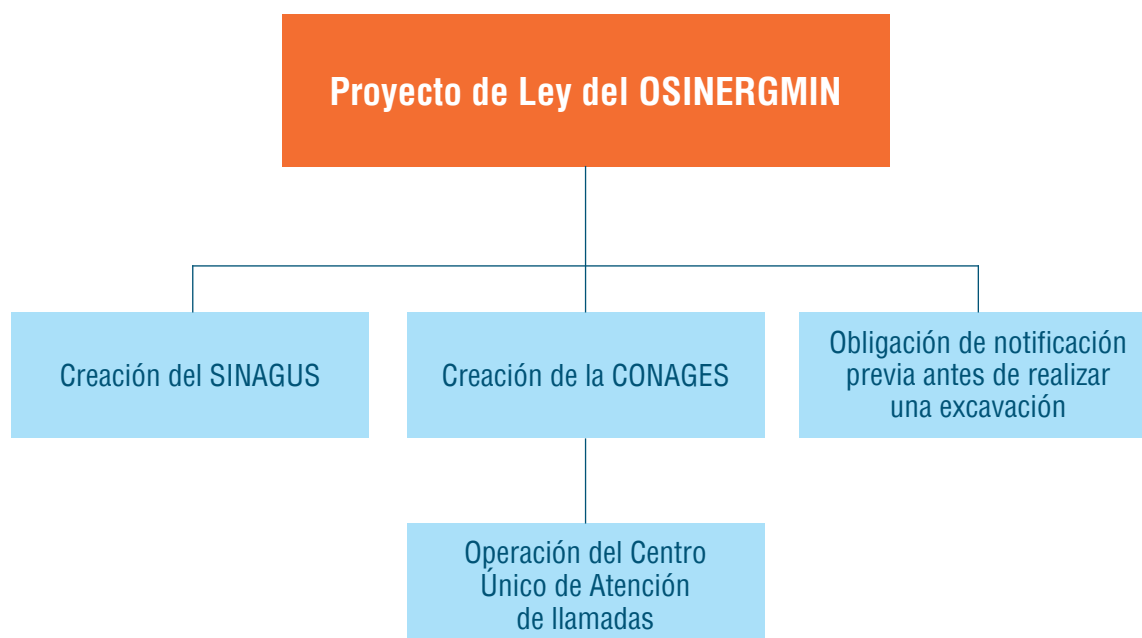 Proyecto de Ley del OSINERGMIN
Creación del SINAGUS
Creación de la CONAGES
Obligación de notificación
previa antes de realizar
una excavación
Operación del Centro
Único de Atención
de llamadas